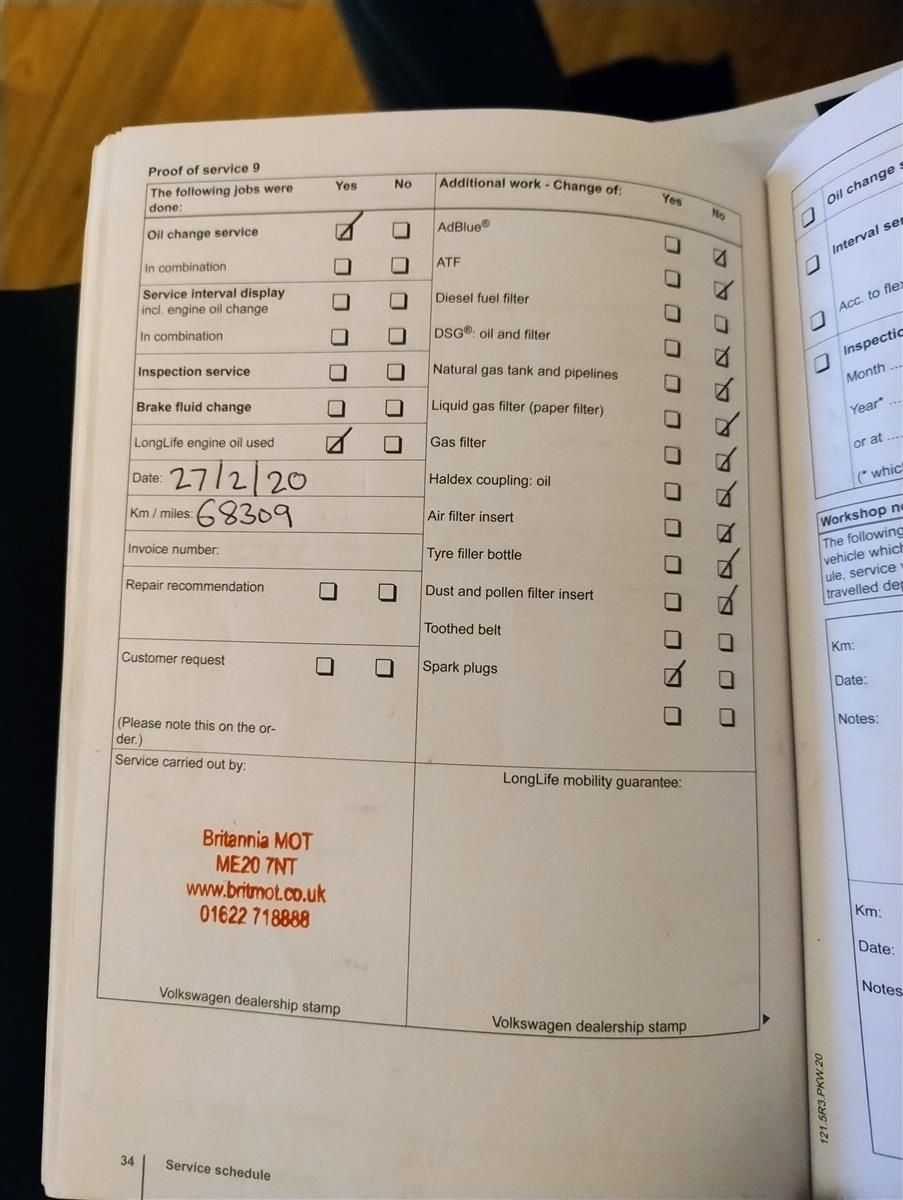 Proof of service 9
The following jobs were
done:
Yes No
Oil change service
In combination
Service interval display
incl. engine oil change
In combination
Inspection service
Brake fluid change
LongLife engine oil used
Date: 27/2/20
Km / miles: 68309
Invoice number:
Repair recommendation
Customer request
(Please note this on the or-
der.)
Service carried out by:
Britannia MOT
ME20 7NT
www.britmot.co.uk
01622 718888
Volkswagen dealership stamp
Additional work - Change of:
Yes No
AdBlue®
ATF
Diesel fuel filter
DSG®: oil and filter
Natural gas tank and pipelines
Liquid gas filter (paper filter)
Gas filter
Haldex coupling: oil
Air filter insert
Tyre filler bottle
Dust and pollen filter insert
Toothed belt
Spark plugs
LongLife mobility guarantee:
Volkswagen dealership stamp
34 Service schedule
Oil change
Interval
Acc. to
Month ....
Year* ....
or at ....
Workshop
The following
vehicle
ule, service
travelled
Km:
Date:
Notes:
Km:
Date:
Notes
121.5R3.PKW.20